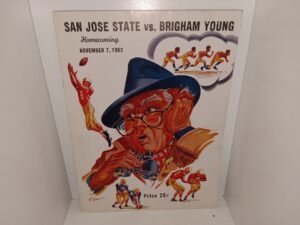 SAN JOSE STATE vs. BRIGHAM YOUNG
Homecoming
NOVEMBER 7, 1952
Price 25¢